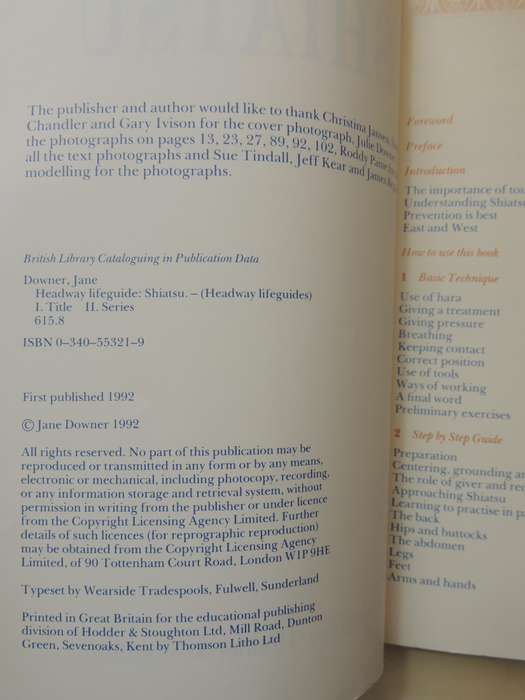 The publisher and author would like to thank Christina Jansen,
Chandler and Gary Ivison for the cover photograph, Julie
the photographs on pages 13, 23, 27, 89, 92, 102, Roddy Paine
all the text photographs and Sue Tindall, Jeff Kear and James
modelling for the photographs.
British Library Cataloguing in Publication Data
Downer, Jane
Headway lifeguide: Shiatsu. – (Headway lifeguides)
I. Title II. Series
615.8
ISBN 0–340–55321–9
First published 1992
© Jane Downer 1992
All rights reserved. No part of this publication may be
reproduced or transmitted in any form or by any means,
electronic or mechanical, including photocopy, recording,
or any information storage and retrieval system, without
permission in writing from the publisher or under licence
from the Copyright Licensing Agency Limited. Further
details of such licences (for reprographic reproduction)
may be obtained from the Copyright Licensing Agency
Limited, of 90 Tottenham Court Road, London W1P 9HE
Typeset by Wearside Tradespools, Fulwell, Sunderland
Printed in Great Britain for the educational publishing
division of Hodder & Stoughton Ltd, Mill Road, Dunton
Green, Sevenoaks, Kent by Thomson Litho Ltd
Foreword
Preface
Introduction
The importance of
Understanding Shiatsu
Prevention is best
East and West
How to use this book
1 Basic Technique
Use of hara
Giving a treatment
Giving pressure
Breathing
Keeping contact
Correct position
Use of tools
Ways of working
A final word
Preliminary exercises
2 Step by Step Guide
Preparation
Centering, grounding
The role of giver and
Approaching Shiatsu
Learning to practise in
The back
Hips and buttocks
The abdomen
Legs
Feet
Arms and hands